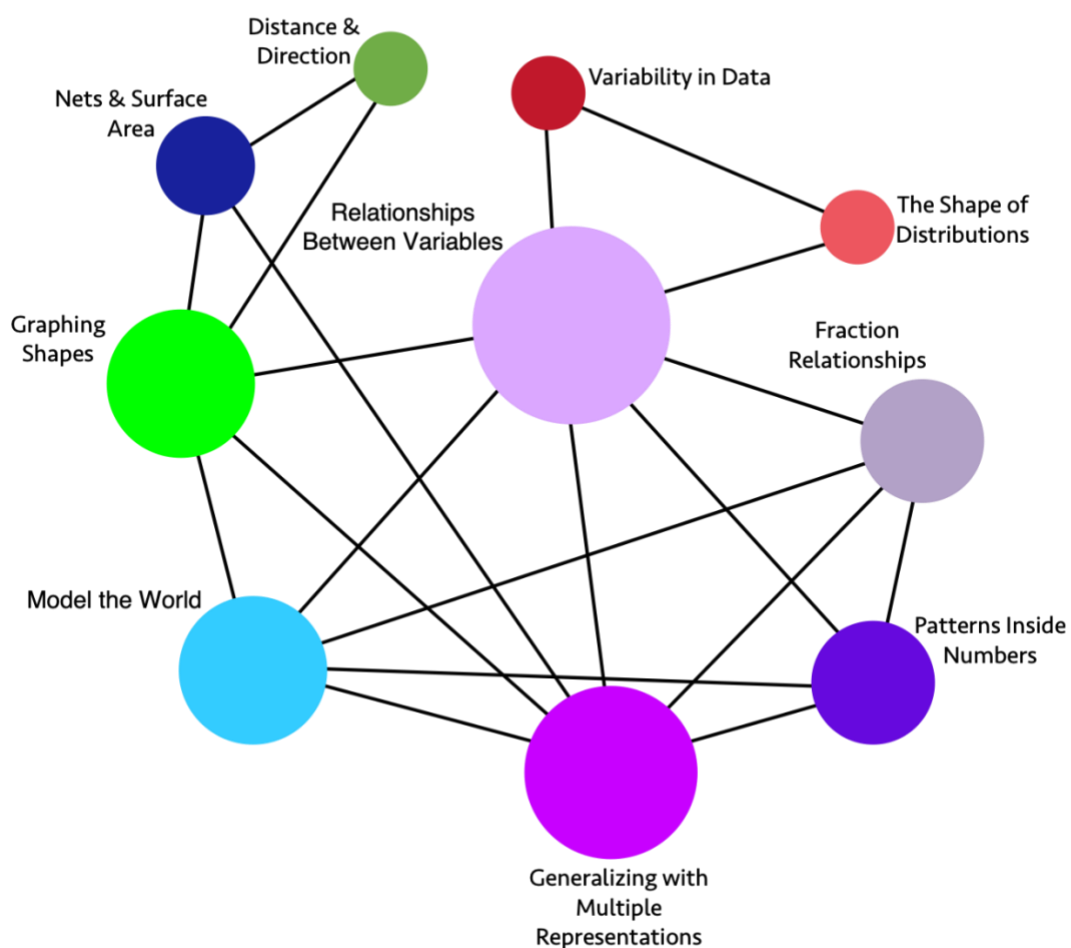 Distance &
Direction
Variability in Data
Nets & Surface
Area
The Shape of
Distributions
Relationships
Between Variables
Graphing
Shapes
Fraction
Relationships
Model the World
Patterns Inside
Numbers
Generalizing with
Multiple
Representations